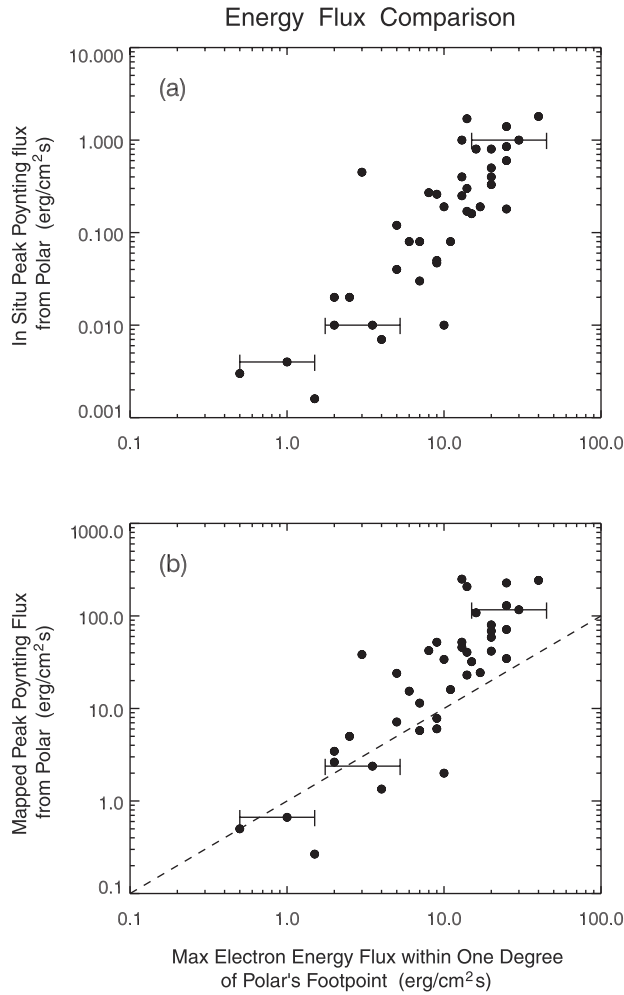 Energy Flux Comparison
10.000
(a)
1.000
In Situ Peak Poynting flux
from Polar (erg/cm²s)
0.100
0.010
0.001
0.1 1.0 10.0 100.0
1000.0
(b)
100.0
Mapped Peak Poynting Flux
from Polar (erg/cm²s)
10.0
1.0
0.1
0.1 1.0 10.0 100.0
Max Electron Energy Flux within One Degree
of Polar's Footpoint (erg/cm²s)